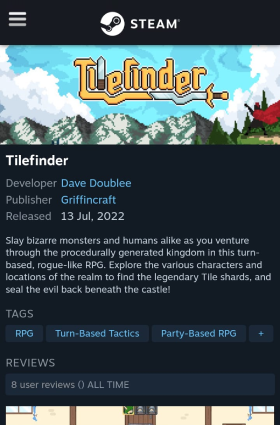 STEAM
Tilefinder
Tilefinder
Developer Dave Doublee
Publisher Griffincraft
Released 13 Jul, 2022
Slay bizarre monsters and humans alike as you venture
through the procedurally generated kingdom in this turn-
based, rogue-like RPG. Explore the various characters and
locations of the realm to find the legendary Tile shards, and
seal the evil back beneath the castle!
TAGS
RPG Turn-Based Tactics Party-Based RPG +
REVIEWS
8 user reviews () ALL TIME